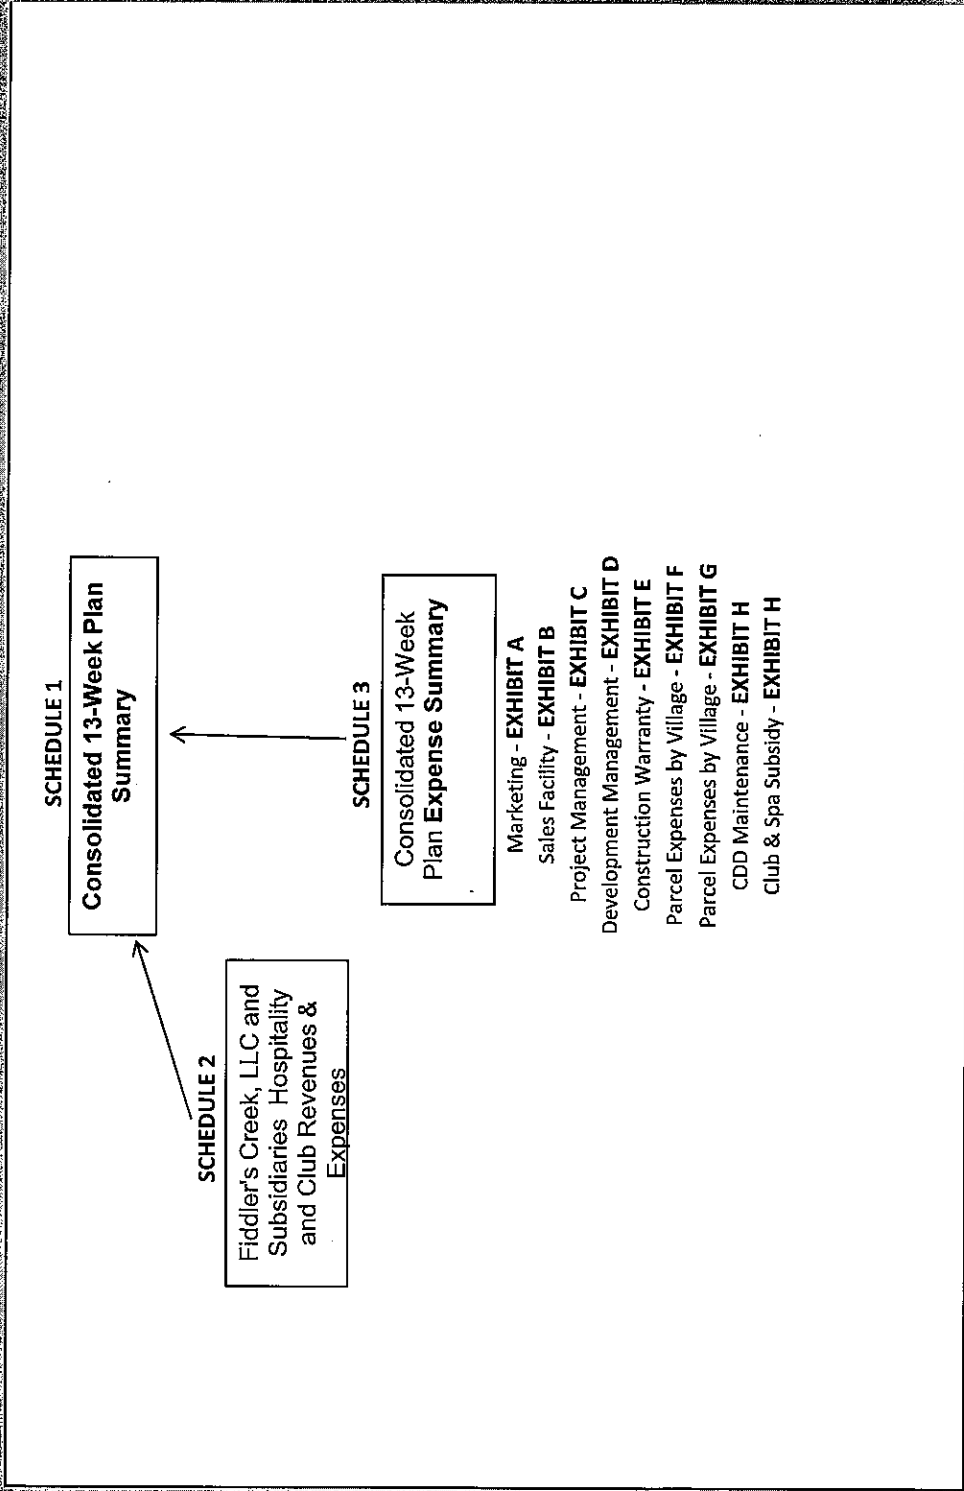 SCHEDULE 1
Consolidated 13-Week Plan
Summary
SCHEDULE 2
Fiddler's Creek, LLC and
Subsidiaries Hospitality
and Club Revenues &
Expenses
SCHEDULE 3
Consolidated 13-Week
Plan Expense Summary
Marketing - EXHIBIT A
Sales Facility - EXHIBIT B
Project Management - EXHIBIT C
Development Management - EXHIBIT D
Construction Warranty - EXHIBIT E
Parcel Expenses by Village - EXHIBIT F
Parcel Expenses by Village - EXHIBIT G
CDD Maintenance - EXHIBIT H
Club & Spa Subsidy - EXHIBIT H